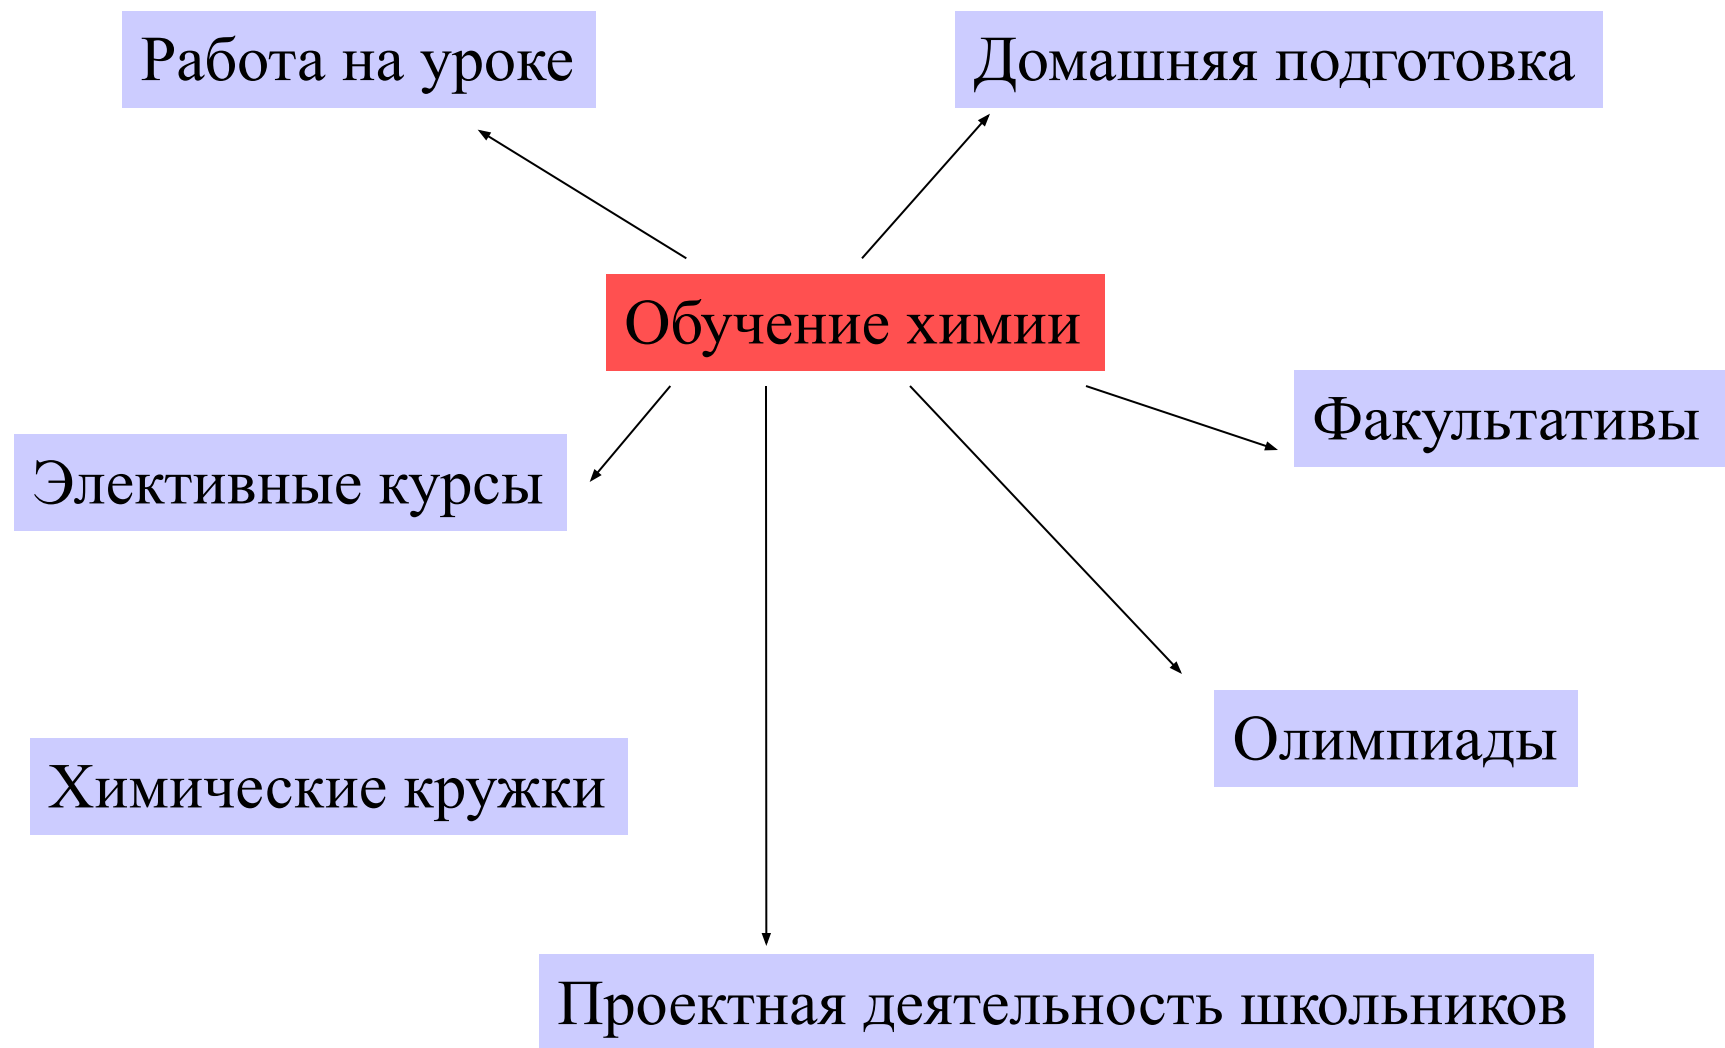 Работа на уроке
Домашняя подготовка
Обучение химии
Факультативы
Элективные курсы
Олимпиады
Химические кружки
Проектная деятельность школьников